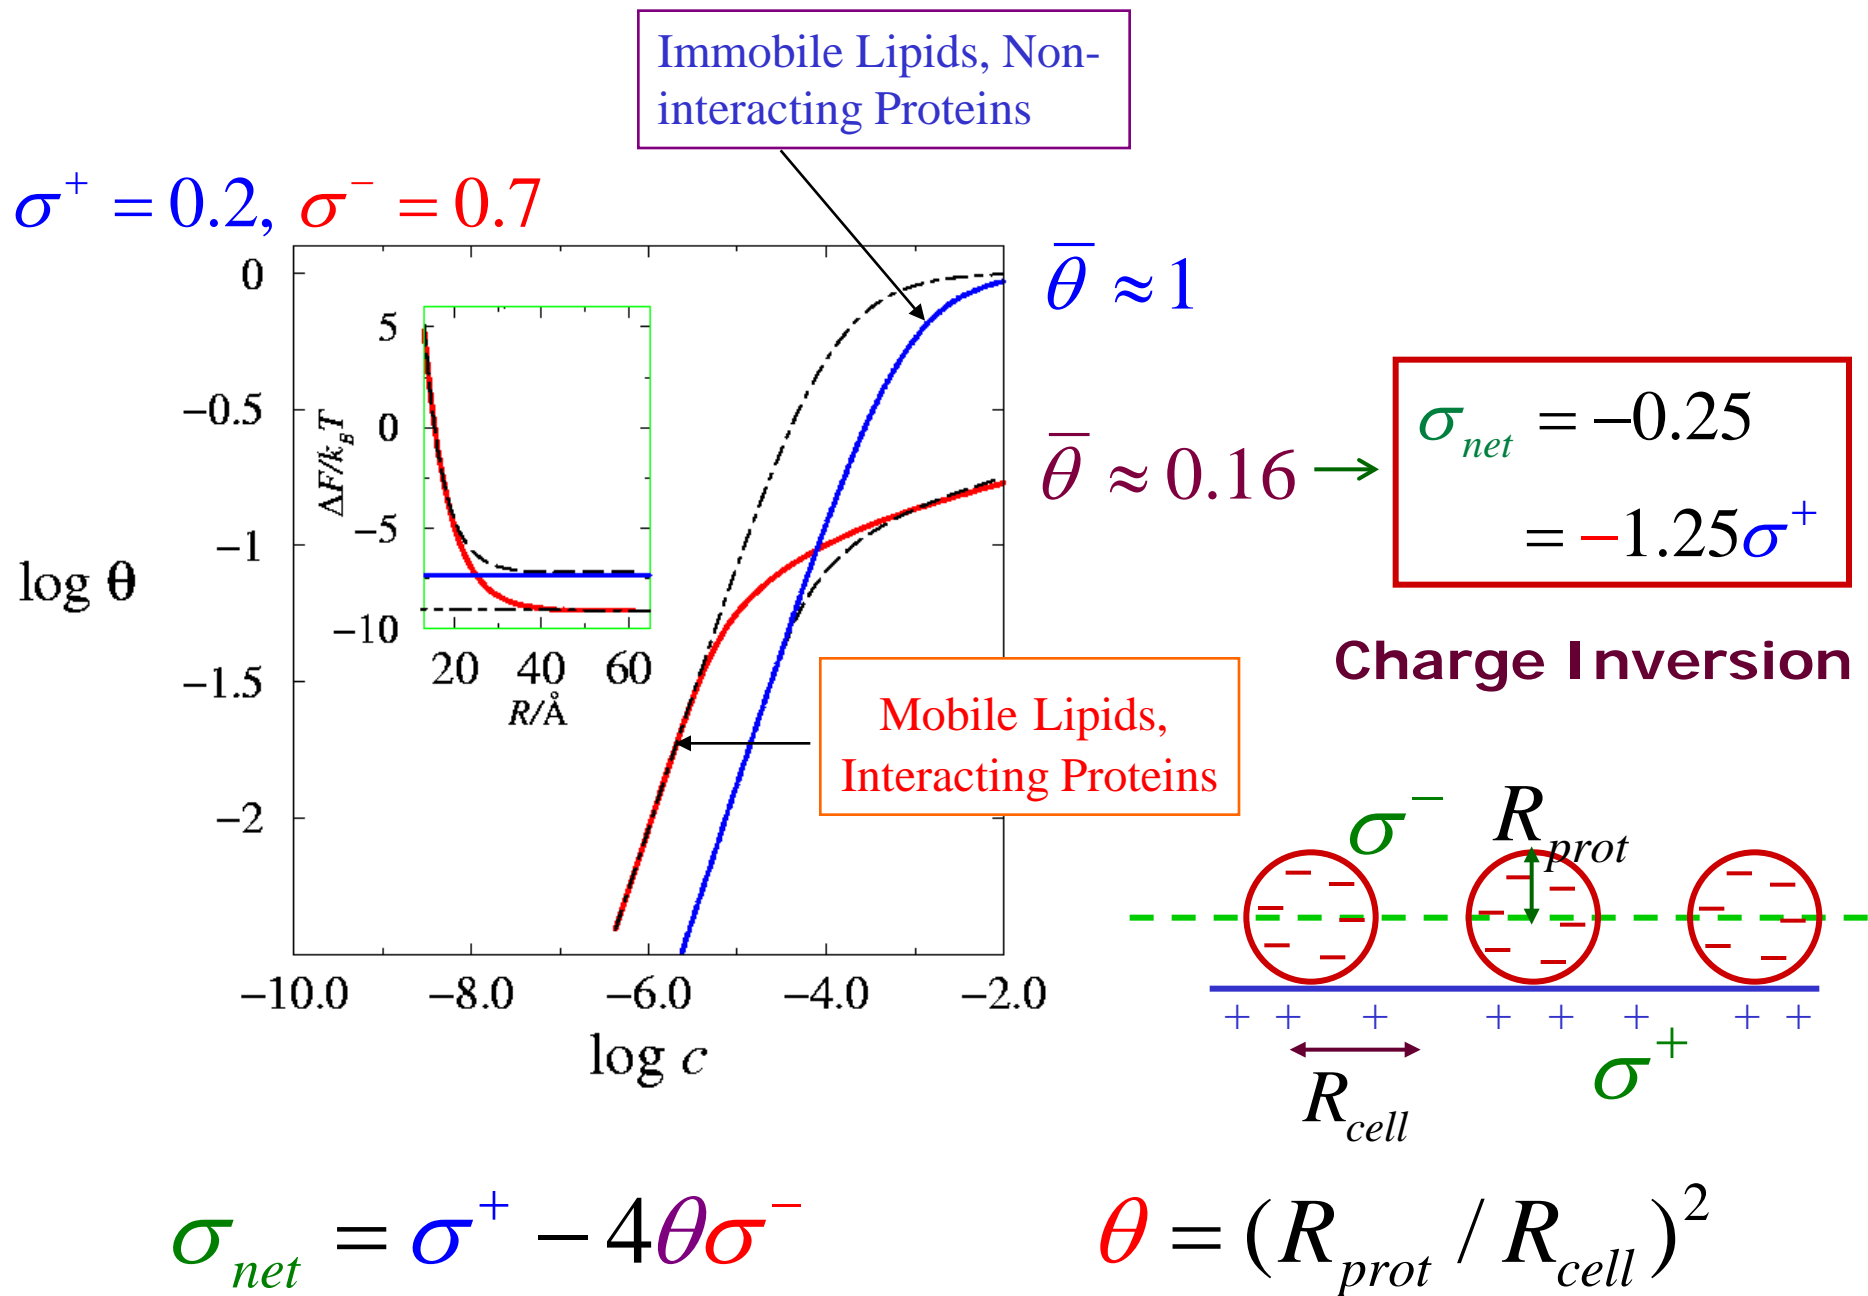 Immobile Lipids, Non-
interacting Proteins
σ⁺ = 0.2, σ⁻ = 0.7
0
−0.5
−1
−1.5
−2
log θ
−10.0 −8.0 −6.0 −4.0 −2.0
log c
5
0
−5
−10
ΔF/k_BT
20 40 60
R/Å
θ̅ ≈ 1
θ̅ ≈ 0.16 →
σ_net = −0.25
= −1.25σ⁺
Charge Inversion
Mobile Lipids,
Interacting Proteins
σ⁻ R_prot
− − − − − − −
− − − − − − −
− − − − − − −
+ + + + + + + +
R_cell σ⁺
σ_net = σ⁺ − 4θσ⁻
θ = (R_prot / R_cell)²